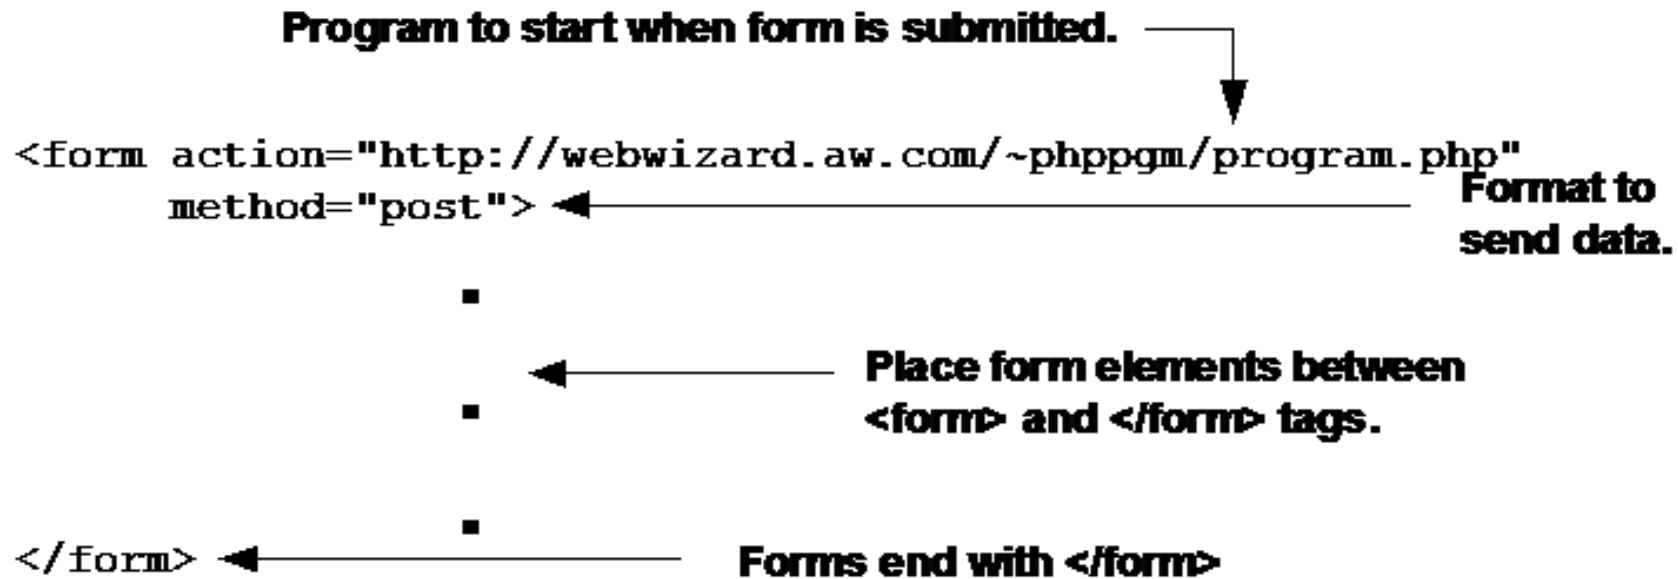 Program to start when form is submitted.
<form action="http://webwizard.aw.com/~phppgm/program.php"
method="post">
Format to
send data.
Place form elements between
<form> and </form> tags.
</form>
Forms end with </form>